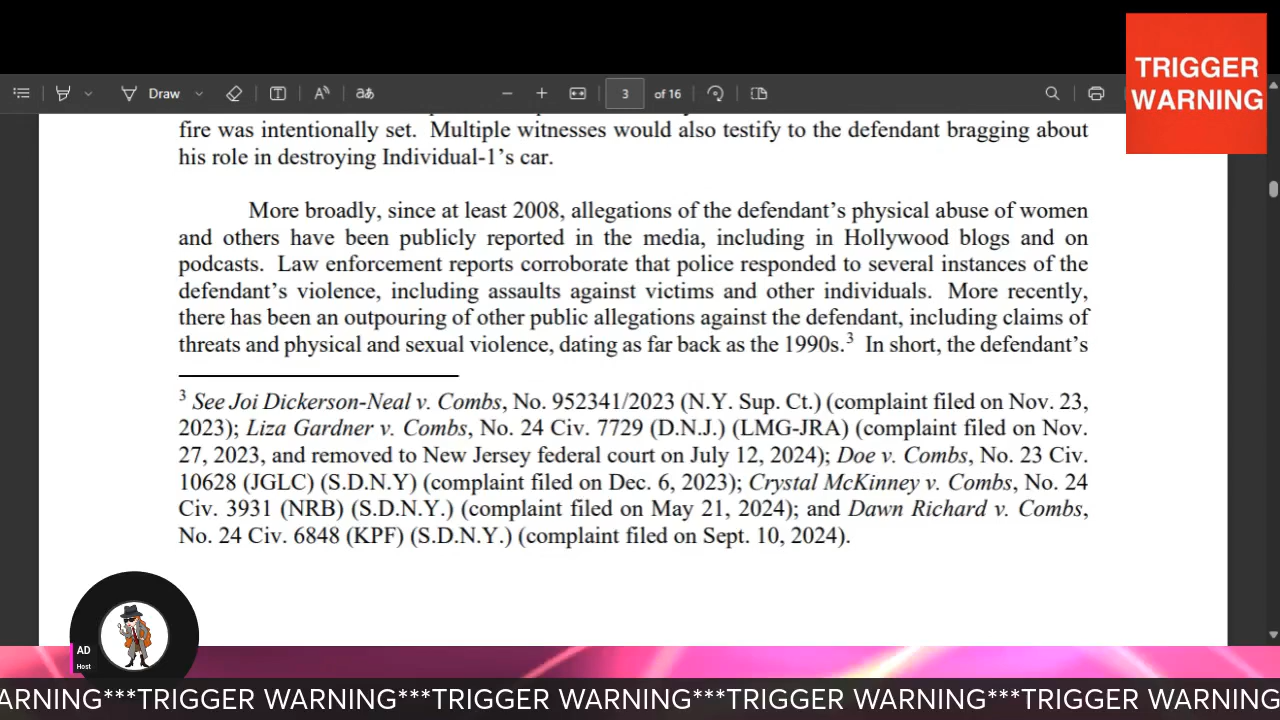 TRIGGER
WARNING
Draw
3
of 16
fire was intentionally set. Multiple witnesses would also testify to the defendant bragging about
his role in destroying Individual-1's car.
More broadly, since at least 2008, allegations of the defendant's physical abuse of women
and others have been publicly reported in the media, including in Hollywood blogs and on
podcasts. Law enforcement reports corroborate that police responded to several instances of the
defendant's violence, including assaults against victims and other individuals. More recently,
there has been an outpouring of other public allegations against the defendant, including claims of
threats and physical and sexual violence, dating as far back as the 1990s.³ In short, the defendant's
³ See Joi Dickerson-Neal v. Combs, No. 952341/2023 (N.Y. Sup. Ct.) (complaint filed on Nov. 23,
2023); Liza Gardner v. Combs, No. 24 Civ. 7729 (D.N.J.) (LMG-JRA) (complaint filed on Nov.
27, 2023, and removed to New Jersey federal court on July 12, 2024); Doe v. Combs, No. 23 Civ.
10628 (JGLC) (S.D.N.Y) (complaint filed on Dec. 6, 2023); Crystal McKinney v. Combs, No. 24
Civ. 3931 (NRB) (S.D.N.Y.) (complaint filed on May 21, 2024); and Dawn Richard v. Combs,
No. 24 Civ. 6848 (KPF) (S.D.N.Y.) (complaint filed on Sept. 10, 2024).
AD
Host
ARNING***TRIGGER WARNING***TRIGGER WARNING***TRIGGER WARNING***TRIGGER WARNING